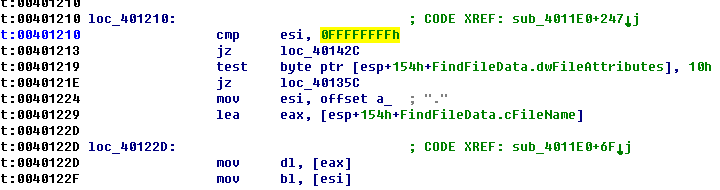 t:00401210
t:00401210 loc_401210: ; CODE XREF: sub_4011E0+247↓j
t:00401210 cmp esi, 0FFFFFFFFh
t:00401213 jz loc_40142C
t:00401219 test byte ptr [esp+154h+FindFileData.dwFileAttributes], 10h
t:0040121E jz loc_40135C
t:00401224 mov esi, offset a_ ; "."
t:00401229 lea eax, [esp+154h+FindFileData.cFileName]
t:0040122D
t:0040122D loc_40122D: ; CODE XREF: sub_4011E0+6F↓j
t:0040122D mov dl, [eax]
t:0040122F mov bl, [esi]